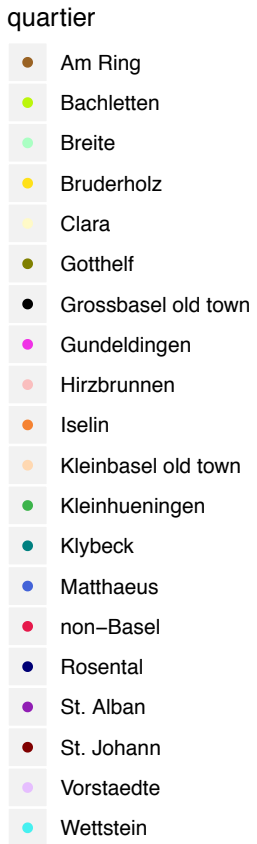 quartier
Am Ring
Bachletten
Breite
Bruderholz
Clara
Gotthelf
Grossbasel old town
Gundeldingen
Hirzbrunnen
Iselin
Kleinbasel old town
Kleinhueningen
Klybeck
Matthaeus
non−Basel
Rosental
St. Alban
St. Johann
Vorstaedte
Wettstein